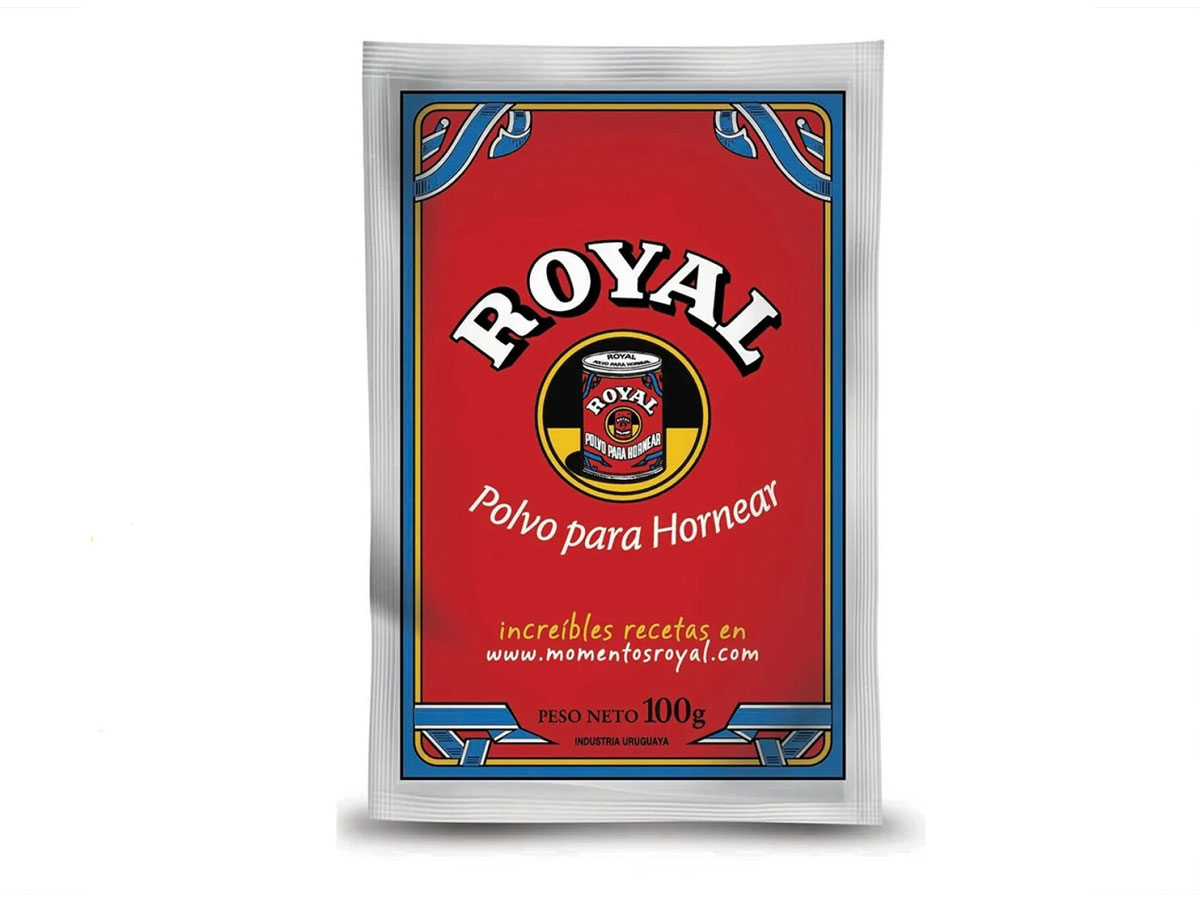 ROYAL
ROYAL
POLVO PARA HORNEAR
ROYAL
POLVO PARA HORNEAR
Polvo para Hornear
increíbles recetas en
www.momentosroyal.com
PESO NETO 100g
INDUSTRIA URUGUAYA